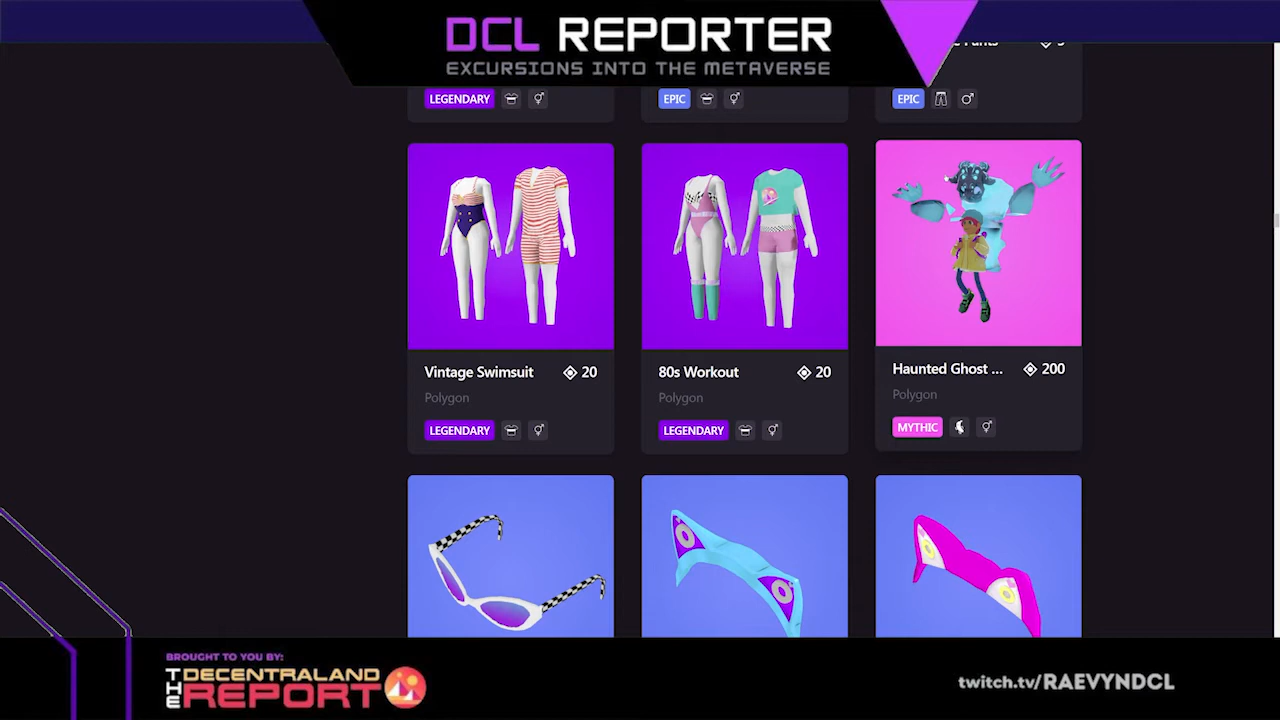 DCL REPORTER
EXCURSIONS INTO THE METAVERSE
LEGENDARY
EPIC
EPIC
Vintage Swimsuit 20
Polygon
LEGENDARY
80s Workout 20
Polygon
LEGENDARY
Haunted Ghost ... 200
Polygon
MYTHIC
BROUGHT TO YOU BY:
THE DECENTRALAND
REPORT
twitch.tv/RAEVYNDCL